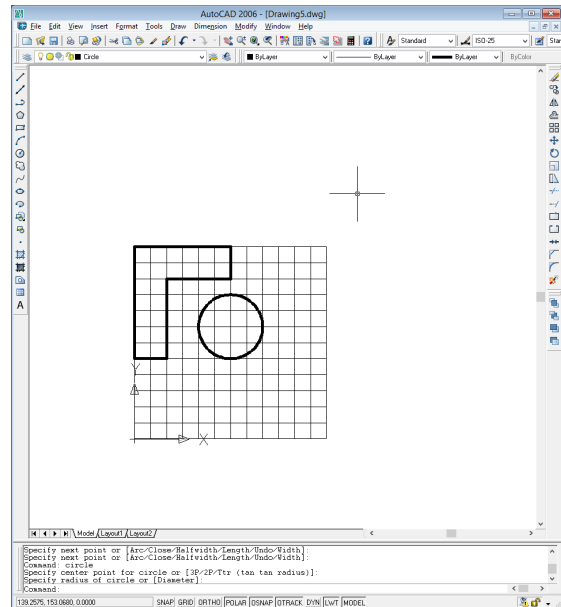 AutoCAD 2006 - [Drawing5.dwg]
File Edit View Insert Format Tools Draw Dimension Modify Window Help
Standard ISO-25 Star
Circle ByLayer ByLayer ByLayer ByColor
A
Y
X
Model Layout1 Layout2
Specify next point or [Arc/Close/Halfwidth/Length/Undo/Width]:
Specify next point or [Arc/Close/Halfwidth/Length/Undo/Width]:
Command: circle
Specify center point for circle or [3P/2P/Ttr (tan tan radius)]:
Specify radius of circle or [Diameter]:
Command:
139.2575, 153.0680, 0.0000 SNAP GRID ORTHO POLAR OSNAP OTRACK DYN LWT MODEL